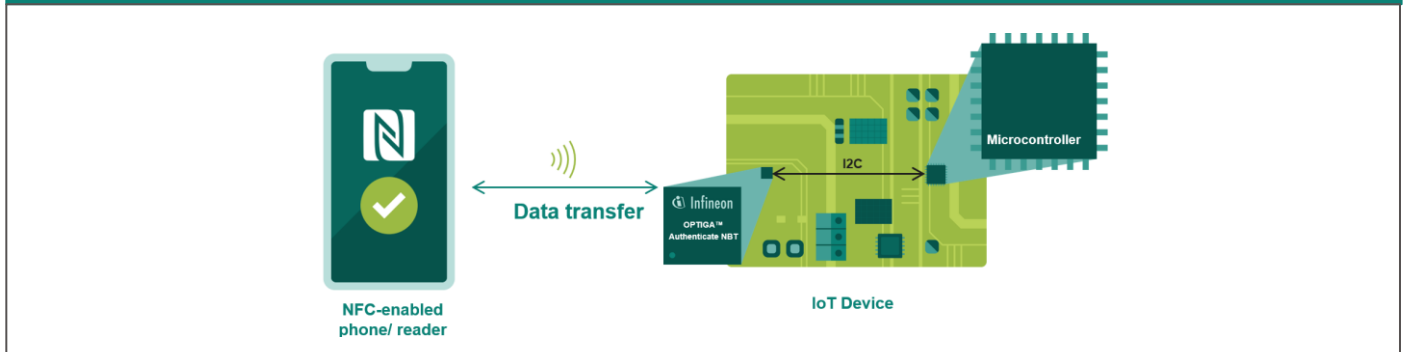 Microcontroller
I2C
Infineon
OPTIGA™
Authenticate NBT
Data transfer
IoT Device
NFC-enabled
phone/ reader